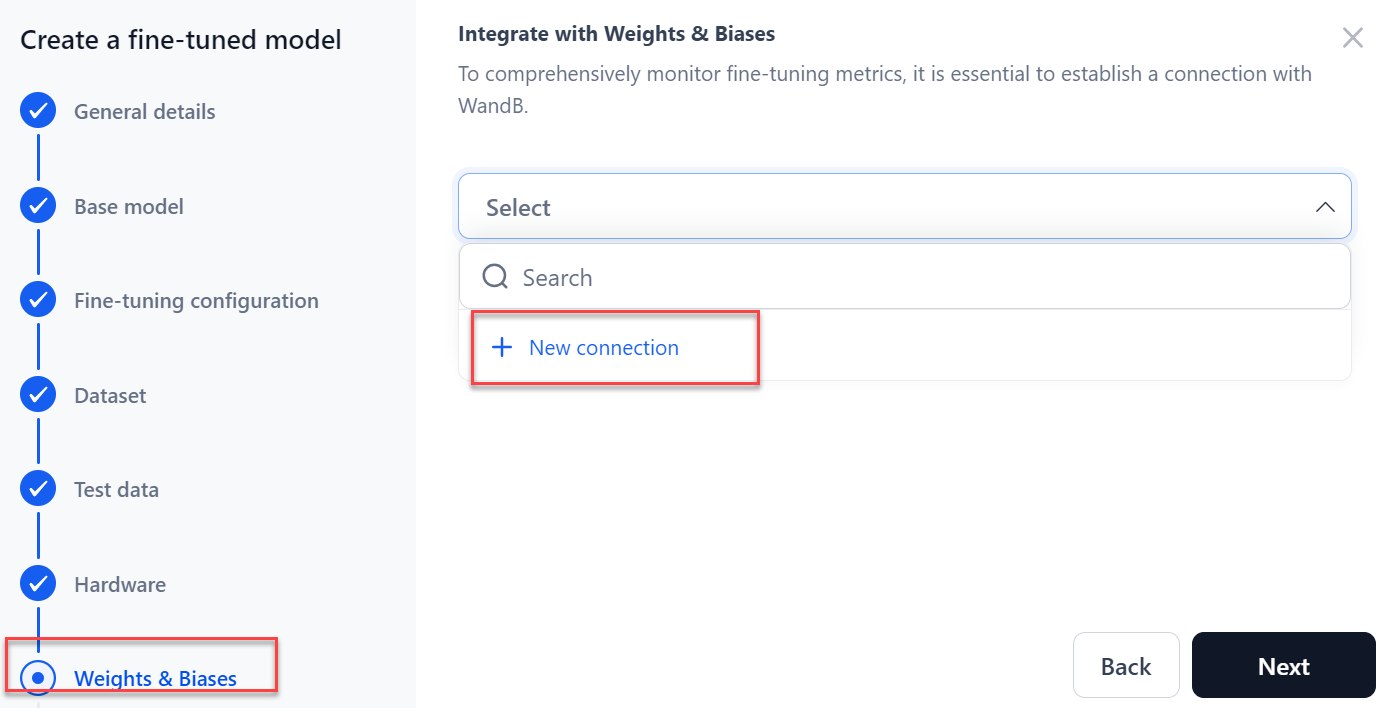 Create a fine-tuned model
General details
Base model
Fine-tuning configuration
Dataset
Test data
Hardware
Weights & Biases
Integrate with Weights & Biases
To comprehensively monitor fine-tuning metrics, it is essential to establish a connection with
WandB.
Select
Search
New connection
Back
Next